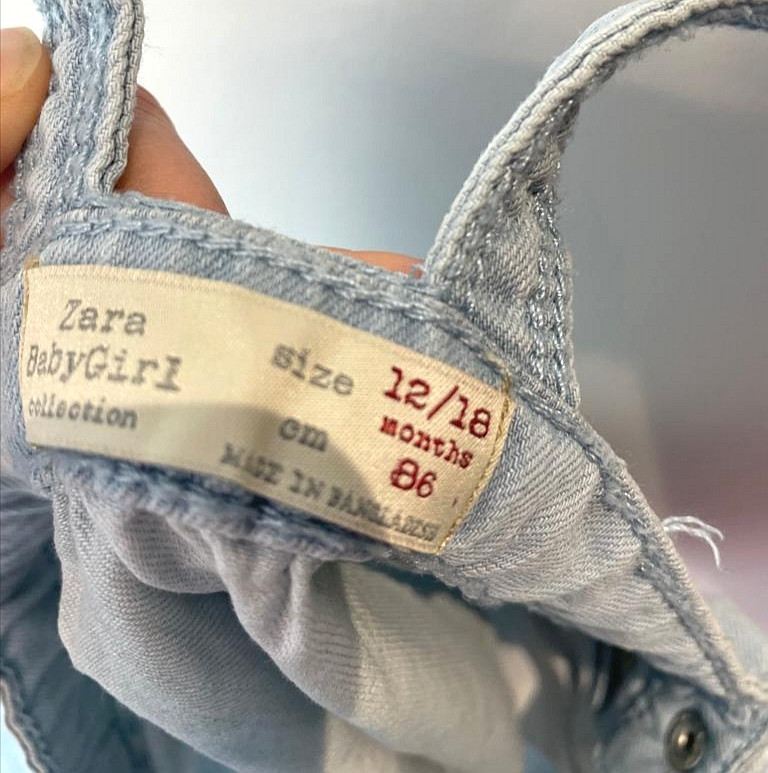 Zara
BabyGirl
collection
size 12/18
months
cm 86
MADE IN BANGLADESH